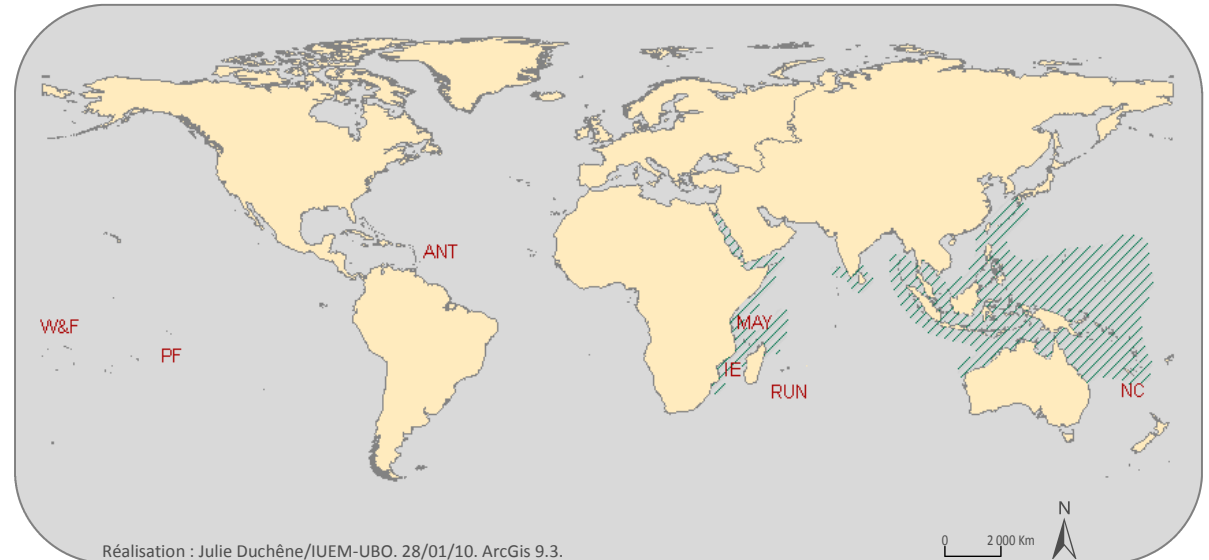 ANT
W&F
MAY
PF
IE
RUN
NC
N
0 2 000 Km
Réalisation : Julie Duchêne/IUEM-UBO. 28/01/10. ArcGis 9.3.